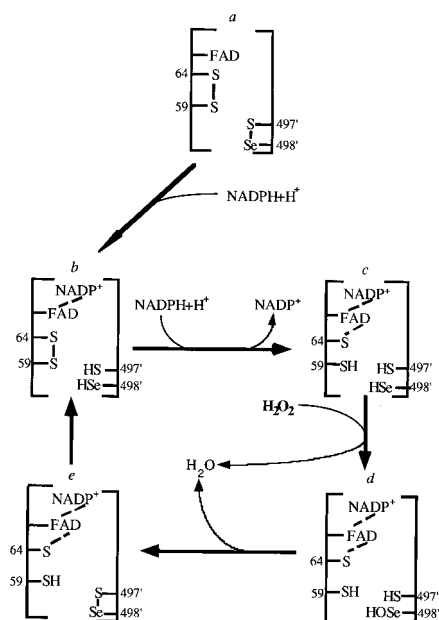 a
FAD
64 S
59 S
S 497'
Se 498'
NADPH+H+
b
NADP+
FAD
64 S
59 S
HS 497'
HSe 498'
NADPH+H+
NADP+
c
NADP+
FAD
64 S
59 SH
HS 497'
HSe 498'
H2O2
H2O
d
NADP+
FAD
64 S
59 SH
HS 497'
HOSe 498'
e
NADP+
FAD
64 S
59 SH
S 497'
Se 498'